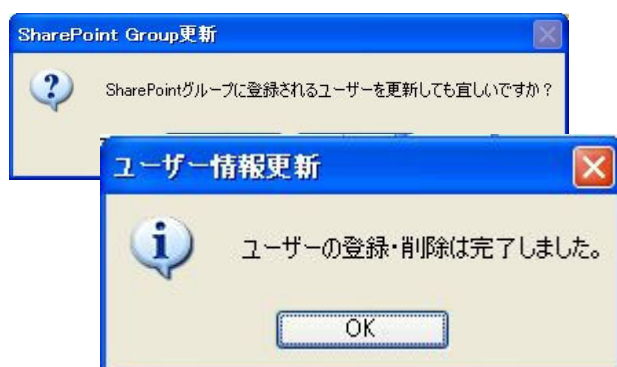 SharePoint Group更新
SharePointグループに登録されるユーザーを更新しても宜しいですか?
ユーザー情報更新
ユーザーの登録・削除は完了しました。
OK